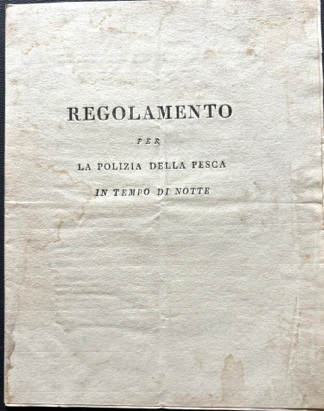 REGOLAMENTO
PER
LA POLIZIA DELLA PESCA
IN TEMPO DI NOTTE